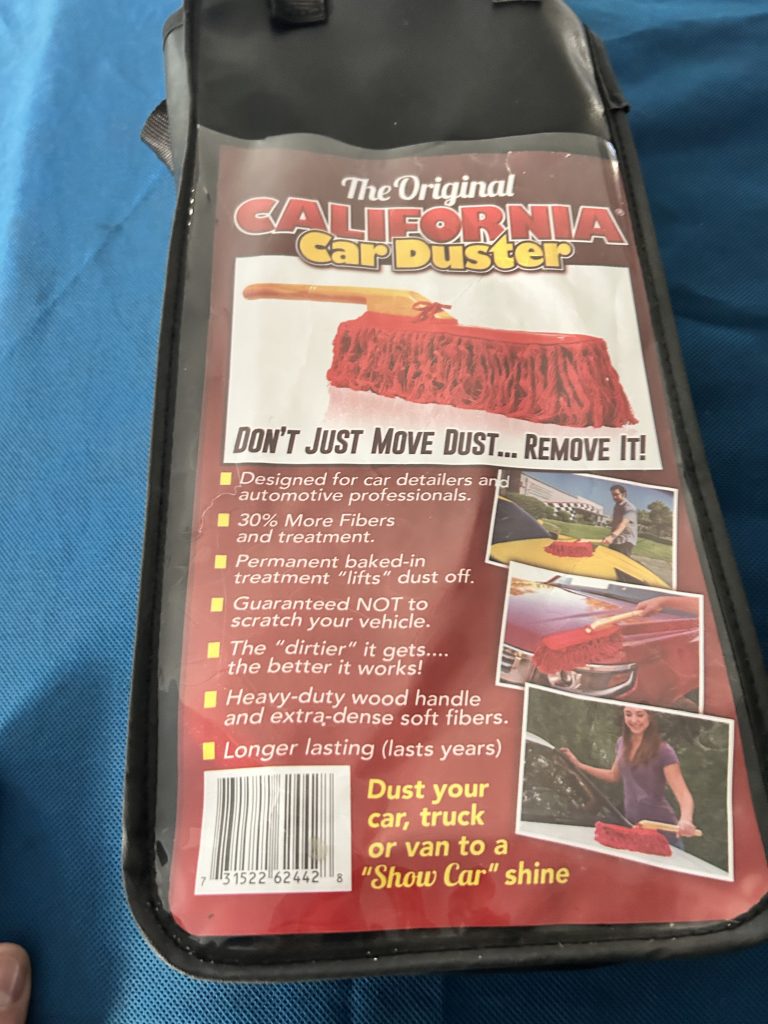 The Original
CALIFORNIA®
Car Duster
DON'T JUST MOVE DUST... REMOVE IT!
Designed for car detailers and
automotive professionals.
30% More Fibers
and treatment.
Permanent baked-in
treatment "lifts" dust off.
Guaranteed NOT to
scratch your vehicle.
The "dirtier" it gets....
the better it works!
Heavy-duty wood handle
and extra-dense soft fibers.
Longer lasting (lasts years)
Dust your
car, truck
or van to a
"Show Car" shine
7 31522 62442 8